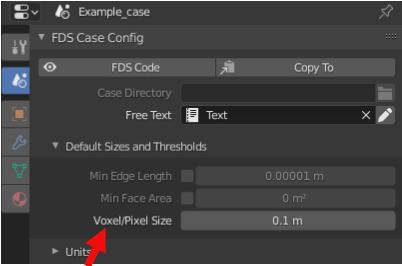 Example_case
FDS Case Config
FDS Code Copy To
Case Directory
Free Text Text
Default Sizes and Thresholds
Min Edge Length 0.00001 m
Min Face Area 0 m²
Voxel/Pixel Size 0.1 m
Units